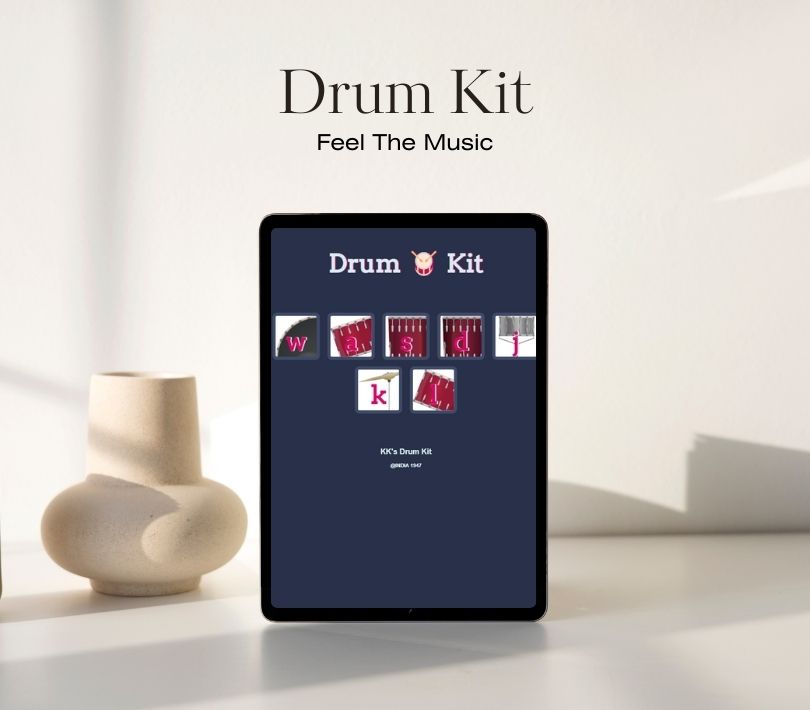 Drum Kit
Feel The Music
Drum 🥁 Kit
w a s d j
k l
KK's Drum Kit
@INDIA 1947